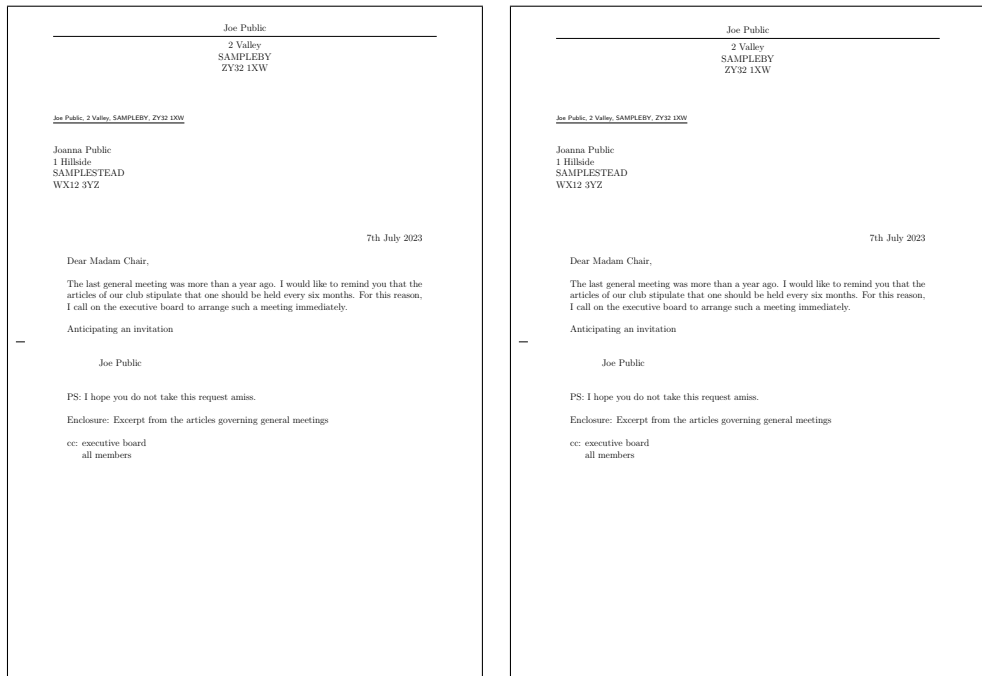 Joe Public
2 Valley
SAMPLEBY
ZY32 1XW
Joe Public, 2 Valley, SAMPLEBY, ZY32 1XW
Joanna Public
1 Hillside
SAMPLESTEAD
WX12 3YZ
7th July 2023
Dear Madam Chair,
The last general meeting was more than a year ago. I would like to remind you that the
articles of our club stipulate that one should be held every six months. For this reason,
I call on the executive board to arrange such a meeting immediately.
Anticipating an invitation
Joe Public
PS: I hope you do not take this request amiss.
Enclosure: Excerpt from the articles governing general meetings
cc: executive board
all members
Joe Public
2 Valley
SAMPLEBY
ZY32 1XW
Joe Public, 2 Valley, SAMPLEBY, ZY32 1XW
Joanna Public
1 Hillside
SAMPLESTEAD
WX12 3YZ
7th July 2023
Dear Madam Chair,
The last general meeting was more than a year ago. I would like to remind you that the
articles of our club stipulate that one should be held every six months. For this reason,
I call on the executive board to arrange such a meeting immediately.
Anticipating an invitation
Joe Public
PS: I hope you do not take this request amiss.
Enclosure: Excerpt from the articles governing general meetings
cc: executive board
all members